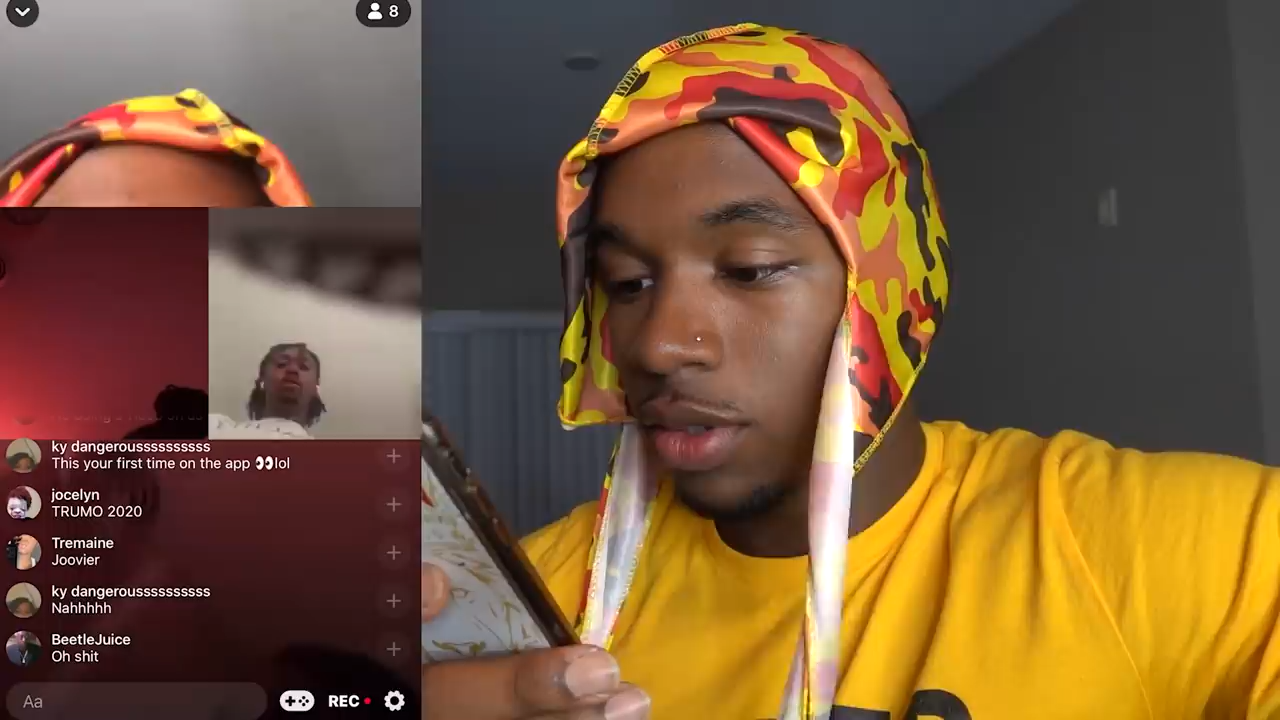 8
ky dangerousssssssssss
This your first time on the app 👀lol
jocelyn
TRUMO 2020
Tremaine
Joovier
ky dangerousssssssssss
Nahhhhh
BeetleJuice
Oh shit
Aa
REC